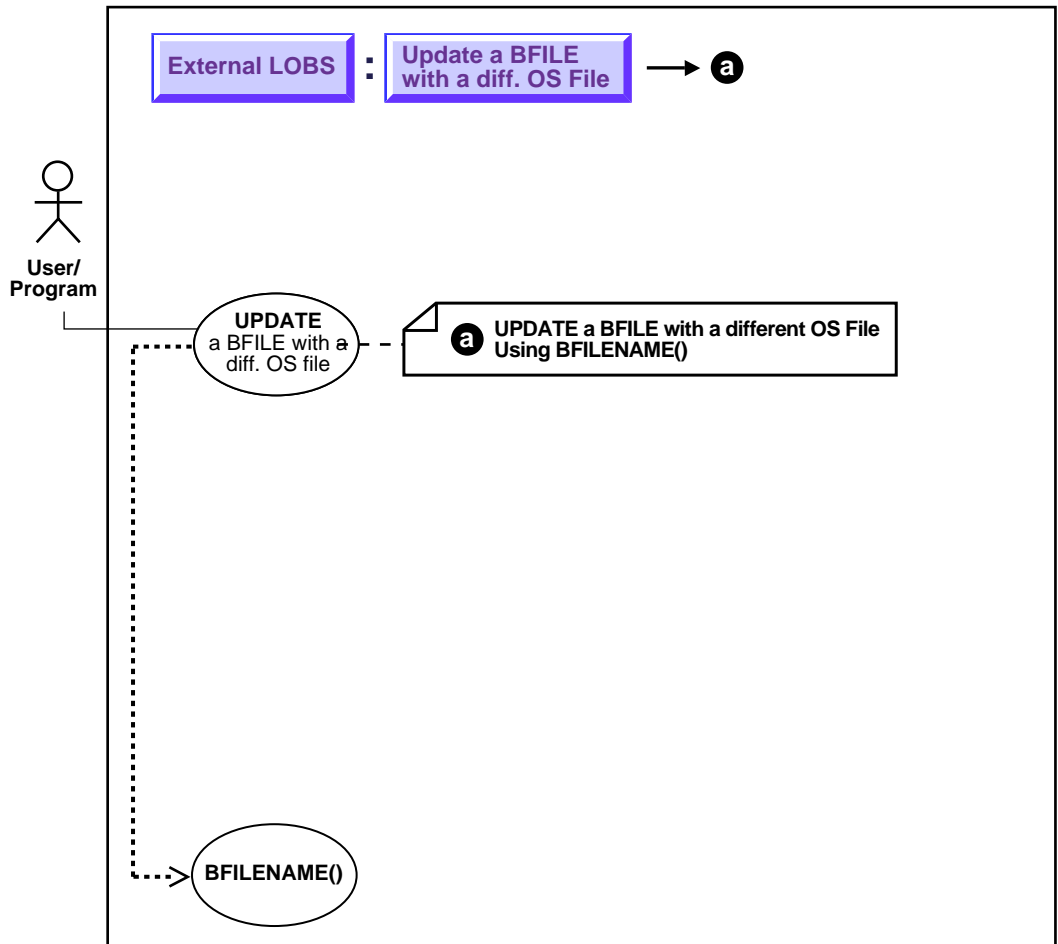 External LOBS : Update a BFILE
with a diff. OS File
a
User/
Program
UPDATE
a BFILE with a
diff. OS file
a UPDATE a BFILE with a different OS File
Using BFILENAME()
BFILENAME()